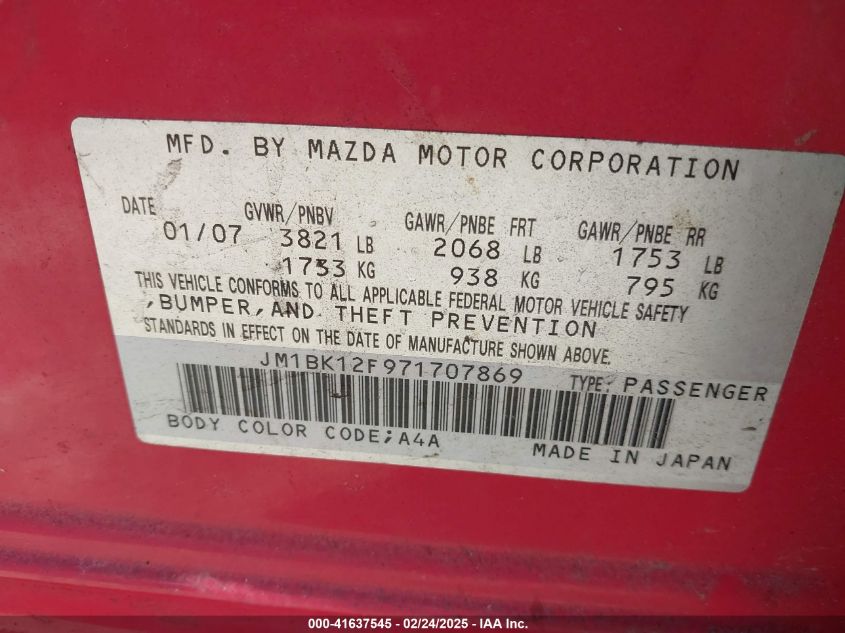 MFD. BY MAZDA MOTOR CORPORATION
DATE GVWR/PNBV GAWR/PNBE FRT GAWR/PNBE RR
01/07 3821 LB 2068 LB 1753 LB
1733 KG 938 KG 795 KG
THIS VEHICLE CONFORMS TO ALL APPLICABLE FEDERAL MOTOR VEHICLE SAFETY
,BUMPER,AND THEFT PREVENTION
STANDARDS IN EFFECT ON THE DATE OF MANUFACTURE SHOWN ABOVE.
JM1BK12F971707869 TYPE: PASSENGER
BODY COLOR CODE;A4A MADE IN JAPAN
000-41637545 - 02/24/2025 - IAA Inc.